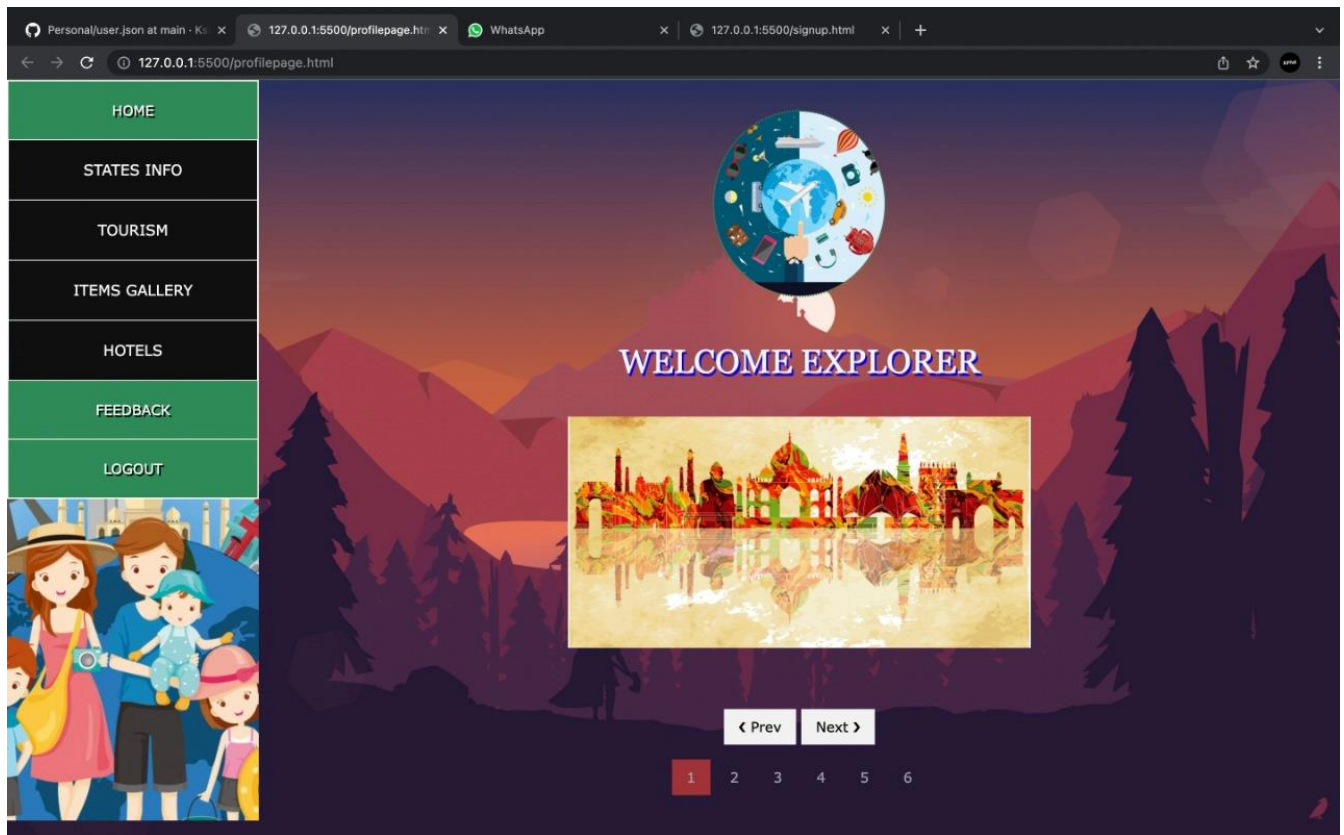 Personal/user.json at main · Ks
127.0.0.1:5500/profilepage.htm
WhatsApp
127.0.0.1:5500/signup.html
127.0.0.1:5500/profilepage.html
HOME
STATES INFO
TOURISM
ITEMS GALLERY
HOTELS
FEEDBACK
LOGOUT
WELCOME EXPLORER
❮ Prev Next ❯
1 2 3 4 5 6